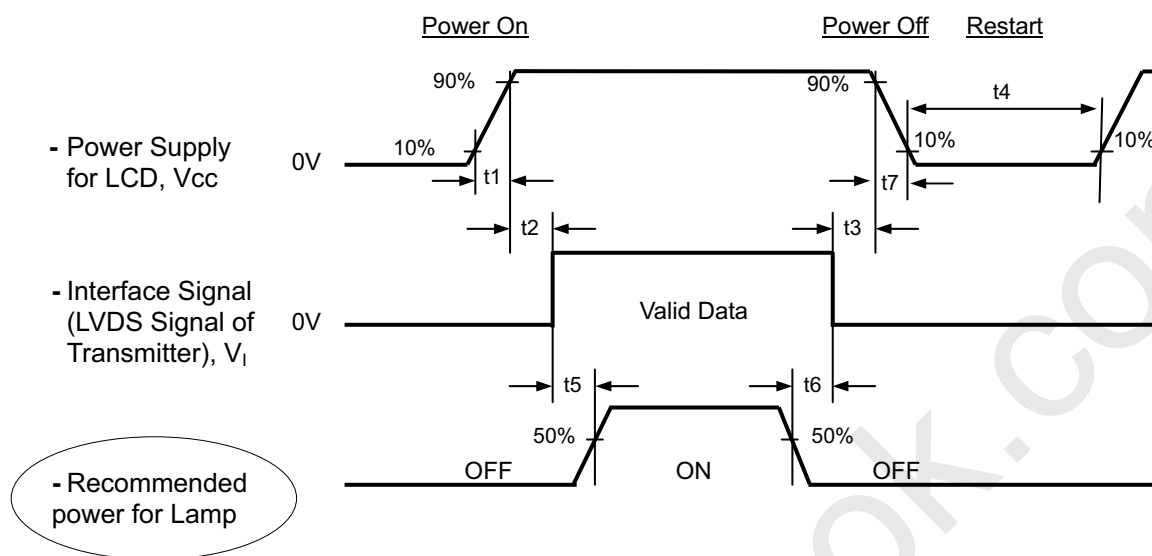 Power On
Power Off Restart
90%
90%
t4
- Power Supply
for LCD, Vcc
0V
10%
10%
10%
t1
t7
t2
t3
- Interface Signal
(LVDS Signal of
Transmitter), VI
0V
Valid Data
t5
t6
50%
50%
OFF
ON
OFF
- Recommended
power for Lamp